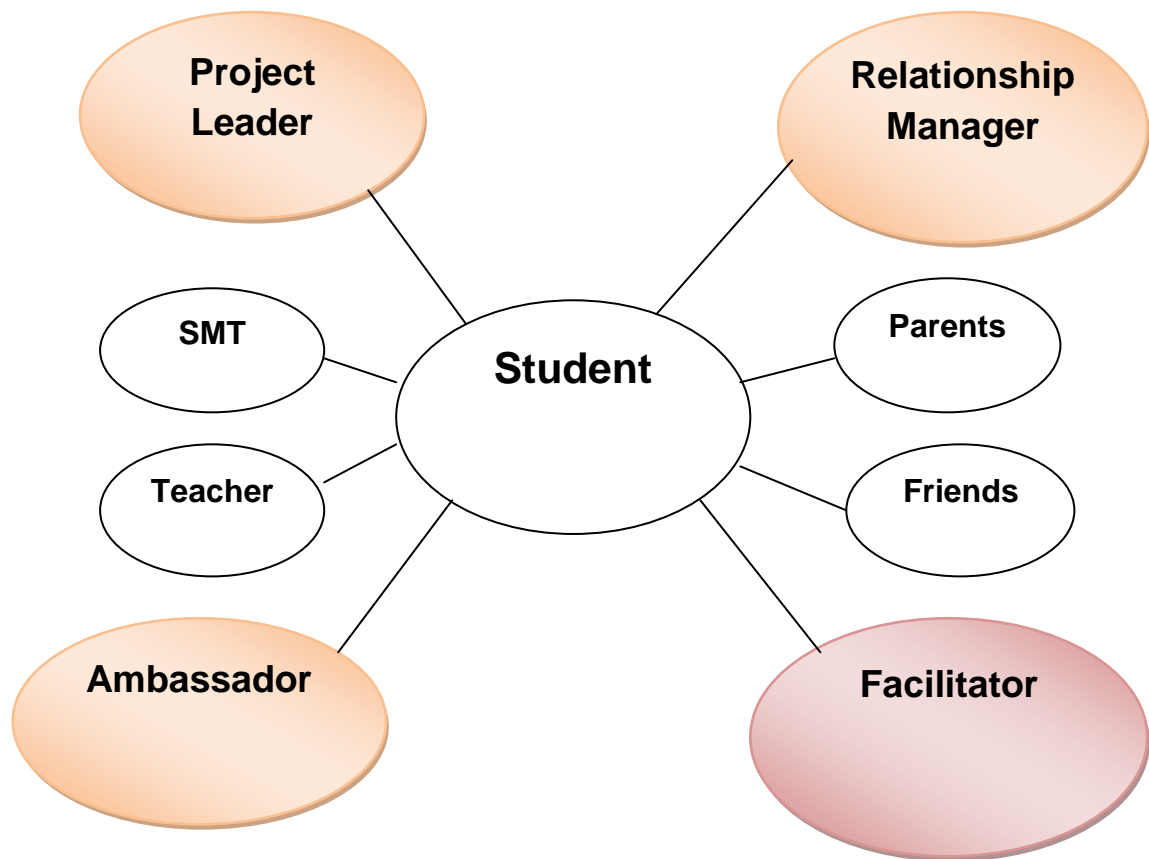 Project
Leader
Relationship
Manager
SMT
Student
Parents
Teacher
Friends
Ambassador
Facilitator